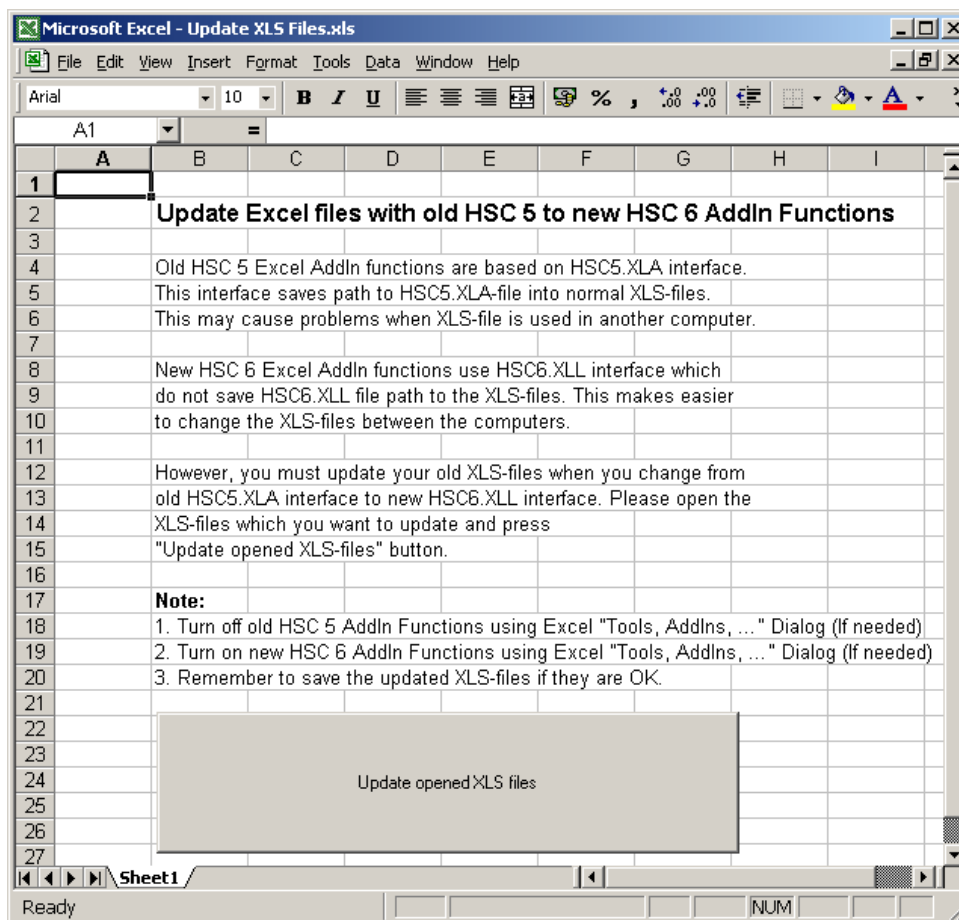 Microsoft Excel - Update XLS Files.xls
File Edit View Insert Format Tools Data Window Help
Arial 10 B I U % ,
A1 =
A B C D E F G H I
1
2 Update Excel files with old HSC 5 to new HSC 6 AddIn Functions
3
4 Old HSC 5 Excel AddIn functions are based on HSC5.XLA interface.
5 This interface saves path to HSC5.XLA-file into normal XLS-files.
6 This may cause problems when XLS-file is used in another computer.
7
8 New HSC 6 Excel AddIn functions use HSC6.XLL interface which
9 do not save HSC6.XLL file path to the XLS-files. This makes easier
10 to change the XLS-files between the computers.
11
12 However, you must update your old XLS-files when you change from
13 old HSC5.XLA interface to new HSC6.XLL interface. Please open the
14 XLS-files which you want to update and press
15 "Update opened XLS-files" button.
16
17 Note:
18 1. Turn off old HSC 5 AddIn Functions using Excel "Tools, AddIns, ..." Dialog (If needed)
19 2. Turn on new HSC 6 AddIn Functions using Excel "Tools, AddIns, ..." Dialog (If needed)
20 3. Remember to save the updated XLS-files if they are OK.
21
22
23
24 Update opened XLS files
25
26
27
Sheet1
Ready NUM